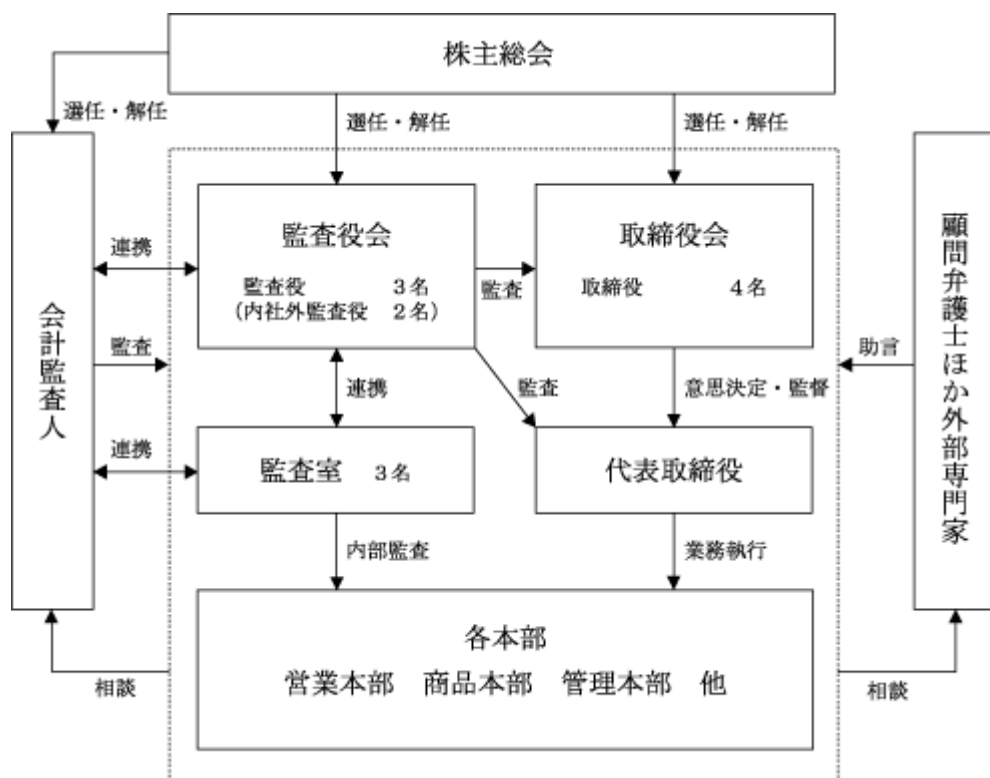 株主総会
選任・解任
選任・解任
選任・解任
監査役会
監査役 3名
(内社外監査役 2名)
監査
取締役会
取締役 4名
連携
監査
連携
会計監査人
連携
監査
意思決定・監督
助言
顧問弁護士ほか外部専門家
監査室 3名
代表取締役
内部監査
業務執行
各本部
営業本部 商品本部 管理本部 他
相談
相談